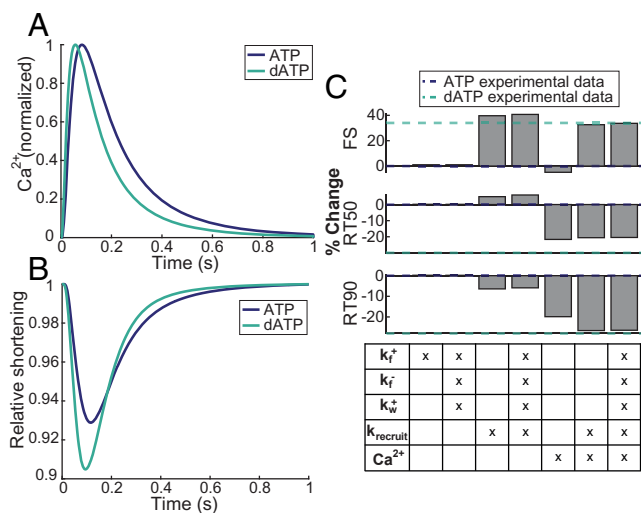 A
Ca2+(normalized)
1
0.8
0.6
0.4
0.2
0
ATP
dATP
0 0.2 0.4 0.6 0.8 1
Time (s)
B
Relative shortening
0.98
0.96
0.94
0.92
0.9
ATP
dATP
0 0.2 0.4 0.6 0.8 1
Time (s)
C
ATP experimental data
dATP experimental data
% Change
FS
40
20
0
RT50
0
-20
RT90
0
-20
kf+ x x x x
kf- x x x
kw+ x x x
krecruit x x x x
Ca2+ x x x